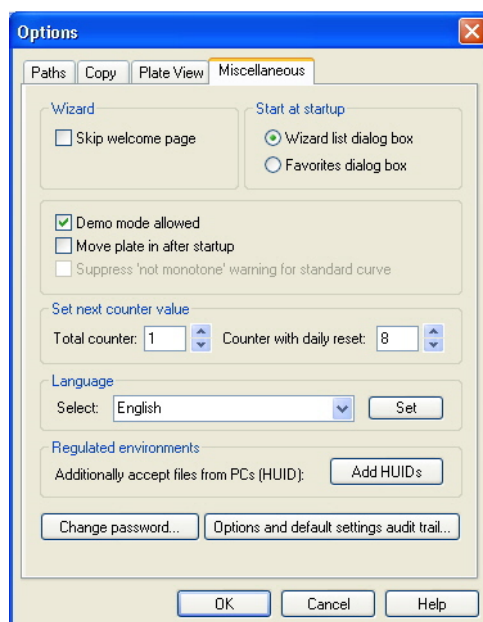 Options
Paths Copy Plate View Miscellaneous
Wizard Start at startup
Skip welcome page Wizard list dialog box
Favorites dialog box
Demo mode allowed
Move plate in after startup
Suppress 'not monotone' warning for standard curve
Set next counter value
Total counter: 1 Counter with daily reset: 8
Language
Select: English Set
Regulated environments
Additionally accept files from PCs (HUID): Add HUIDs
Change password... Options and default settings audit trail...
OK Cancel Help